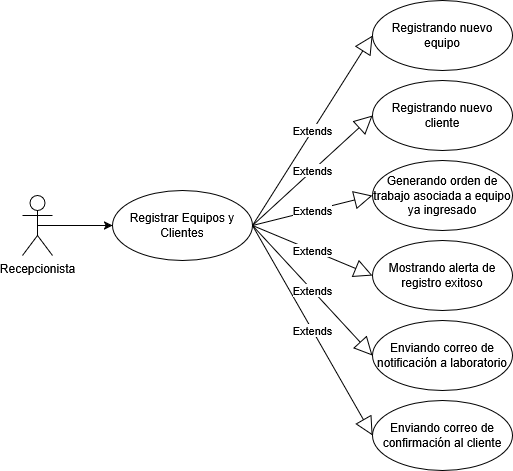 Registrando nuevo
equipo
Extends
Registrando nuevo
cliente
Extends
Generando orden de
trabajo asociada a equipo
ya ingresado
Extends
Registrar Equipos y
Clientes
Recepcionista
Extends
Mostrando alerta de
registro exitoso
Extends
Enviando correo de
notificación a laboratorio
Extends
Enviando correo de
confirmación al cliente